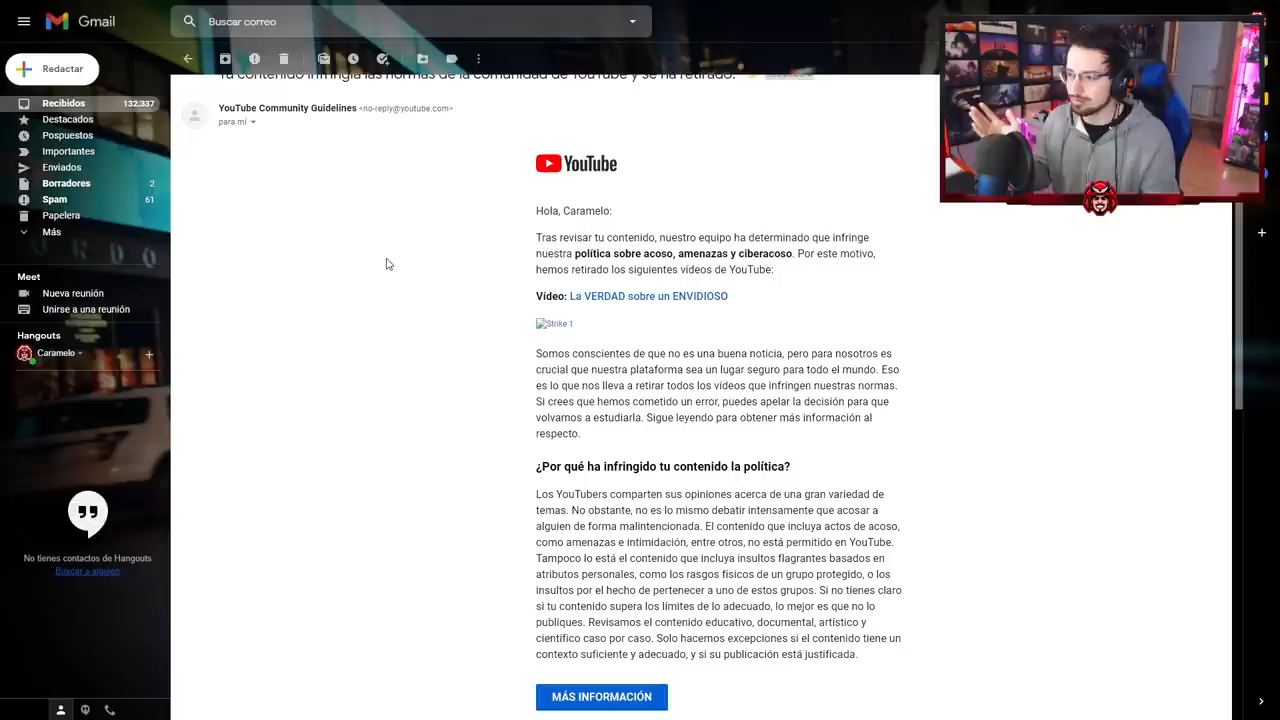 Gmail
Buscar correo
Redactar
Tu contenido infringía las normas de la comunidad de YouTube y se ha retirado.
Recibidos 132.337
Destacados
Pospuestos
Importantes
Enviados
Borradores 2
Spam 61
Papelera
Más
Meet
Nueva reunión
Unirse a una reunión
Hangouts
Caramelo
No tienes contactos de Hangouts
Buscar a alguien
YouTube Community Guidelines <no-reply@youtube.com>
para mí
YouTube
Hola, Caramelo:
Tras revisar tu contenido, nuestro equipo ha determinado que infringe
nuestra política sobre acoso, amenazas y ciberacoso. Por este motivo,
hemos retirado los siguientes vídeos de YouTube:
Vídeo: La VERDAD sobre un ENVIDIOSO
Strike 1
Somos conscientes de que no es una buena noticia, pero para nosotros es
crucial que nuestra plataforma sea un lugar seguro para todo el mundo. Eso
es lo que nos lleva a retirar todos los vídeos que infringen nuestras normas.
Si crees que hemos cometido un error, puedes apelar la decisión para que
volvamos a estudiarla. Sigue leyendo para obtener más información al
respecto.
¿Por qué ha infringido tu contenido la política?
Los YouTubers comparten sus opiniones acerca de una gran variedad de
temas. No obstante, no es lo mismo debatir intensamente que acosar a
alguien de forma malintencionada. El contenido que incluya actos de acoso,
como amenazas e intimidación, entre otros, no está permitido en YouTube.
Tampoco lo está el contenido que incluya insultos flagrantes basados en
atributos personales, como los rasgos físicos de un grupo protegido, o los
insultos por el hecho de pertenecer a uno de estos grupos. Si no tienes claro
si tu contenido supera los límites de lo adecuado, lo mejor es que no lo
publiques. Revisamos el contenido educativo, documental, artístico y
científico caso por caso. Solo hacemos excepciones si el contenido tiene un
contexto suficiente y adecuado, y si su publicación está justificada.
MÁS INFORMACIÓN